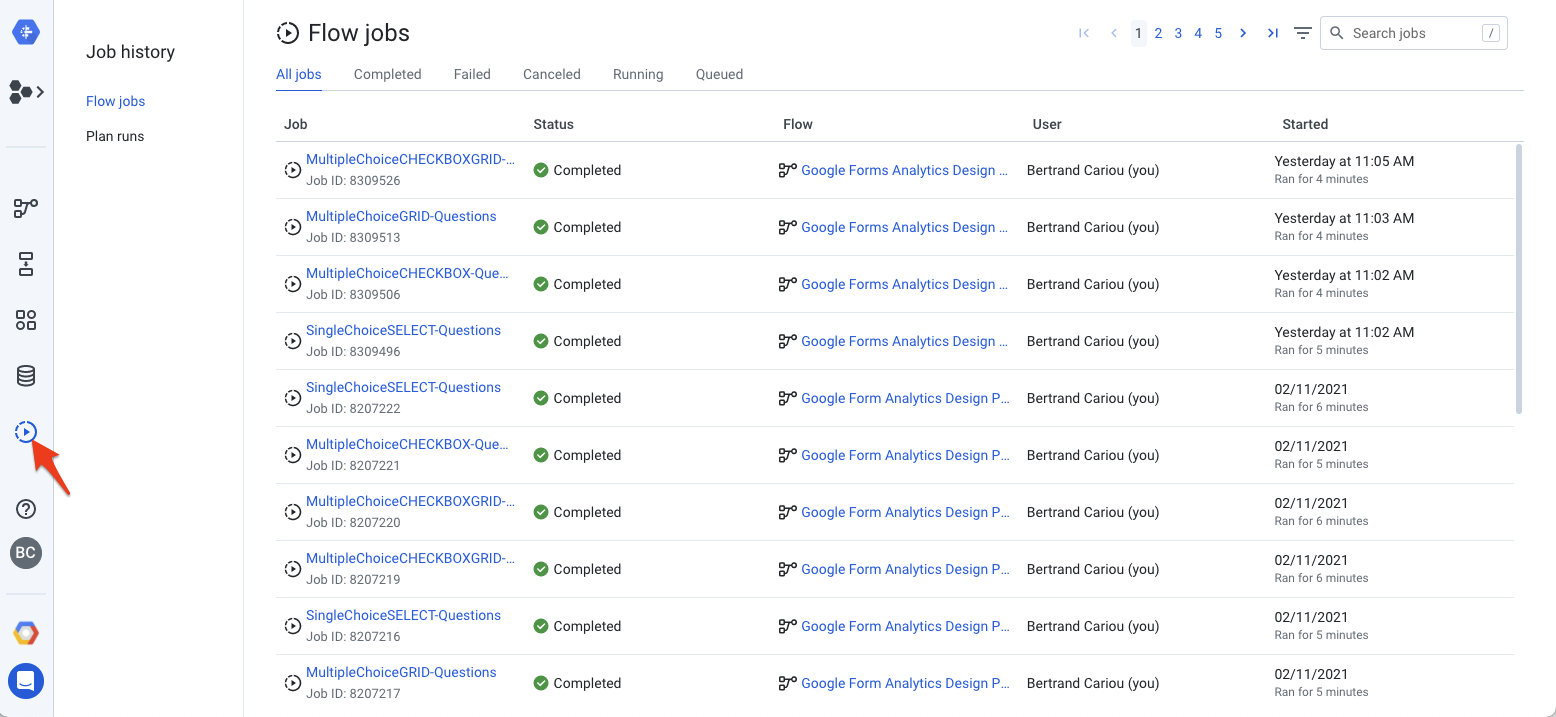 Job history
Flow jobs
Plan runs
BC
Flow jobs
1 2 3 4 5
Search jobs /
All jobs Completed Failed Canceled Running Queued
Job Status Flow User Started
MultipleChoiceCHECKBOXGRID-... Completed Google Forms Analytics Design ... Bertrand Cariou (you) Yesterday at 11:05 AM
Job ID: 8309526 Ran for 4 minutes
MultipleChoiceGRID-Questions Completed Google Forms Analytics Design ... Bertrand Cariou (you) Yesterday at 11:03 AM
Job ID: 8309513 Ran for 4 minutes
MultipleChoiceCHECKBOX-Que... Completed Google Forms Analytics Design ... Bertrand Cariou (you) Yesterday at 11:02 AM
Job ID: 8309506 Ran for 4 minutes
SingleChoiceSELECT-Questions Completed Google Forms Analytics Design ... Bertrand Cariou (you) Yesterday at 11:02 AM
Job ID: 8309496 Ran for 5 minutes
SingleChoiceSELECT-Questions Completed Google Form Analytics Design P... Bertrand Cariou (you) 02/11/2021
Job ID: 8207222 Ran for 6 minutes
MultipleChoiceCHECKBOX-Que... Completed Google Form Analytics Design P... Bertrand Cariou (you) 02/11/2021
Job ID: 8207221 Ran for 5 minutes
MultipleChoiceCHECKBOXGRID-... Completed Google Form Analytics Design P... Bertrand Cariou (you) 02/11/2021
Job ID: 8207220 Ran for 6 minutes
MultipleChoiceCHECKBOXGRID-... Completed Google Form Analytics Design P... Bertrand Cariou (you) 02/11/2021
Job ID: 8207219 Ran for 6 minutes
SingleChoiceSELECT-Questions Completed Google Form Analytics Design P... Bertrand Cariou (you) 02/11/2021
Job ID: 8207216 Ran for 5 minutes
MultipleChoiceGRID-Questions Completed Google Form Analytics Design P... Bertrand Cariou (you) 02/11/2021
Job ID: 8207217 Ran for 5 minutes